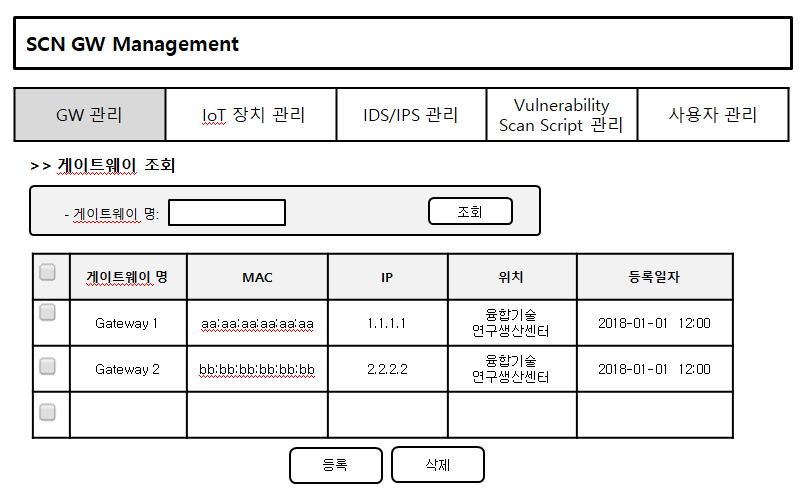 SCN GW Management
GW 관리
IoT 장치 관리
IDS/IPS 관리
Vulnerability
Scan Script 관리
사용자 관리
>> 게이트웨이 조회
- 게이트웨이 명:
조회
게이트웨이 명
MAC
IP
위치
등록일자
Gateway 1
aa:aa:aa:aa:aa:aa
1.1.1.1
융합기술
연구생산센터
2018-01-01 12:00
Gateway 2
bb:bb:bb:bb:bb:bb
2.2.2.2
융합기술
연구생산센터
2018-01-01 12:00
등록
삭제